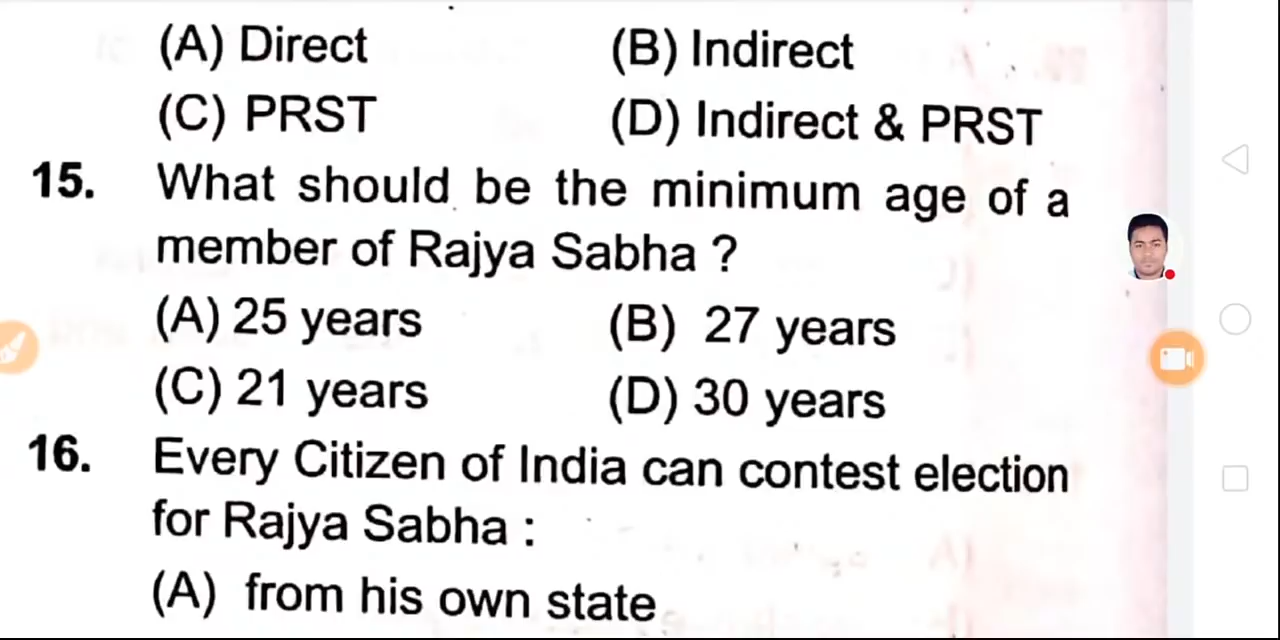 (A) Direct (B) Indirect
(C) PRST (D) Indirect & PRST
15. What should be the minimum age of a
member of Rajya Sabha ?
(A) 25 years (B) 27 years
(C) 21 years (D) 30 years
16. Every Citizen of India can contest election
for Rajya Sabha :
(A) from his own state